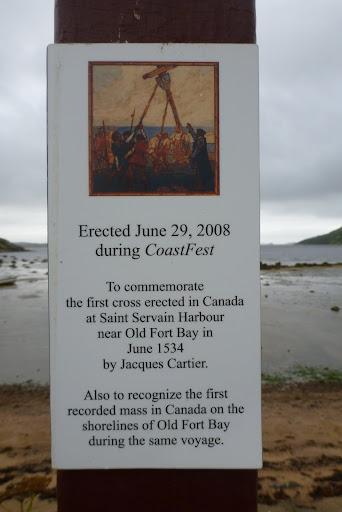 Erected June 29, 2008
during CoastFest
To commemorate
the first cross erected in Canada
at Saint Servain Harbour
near Old Fort Bay in
June 1534
by Jacques Cartier.
Also to recognize the first
recorded mass in Canada on the
shorelines of Old Fort Bay
during the same voyage.